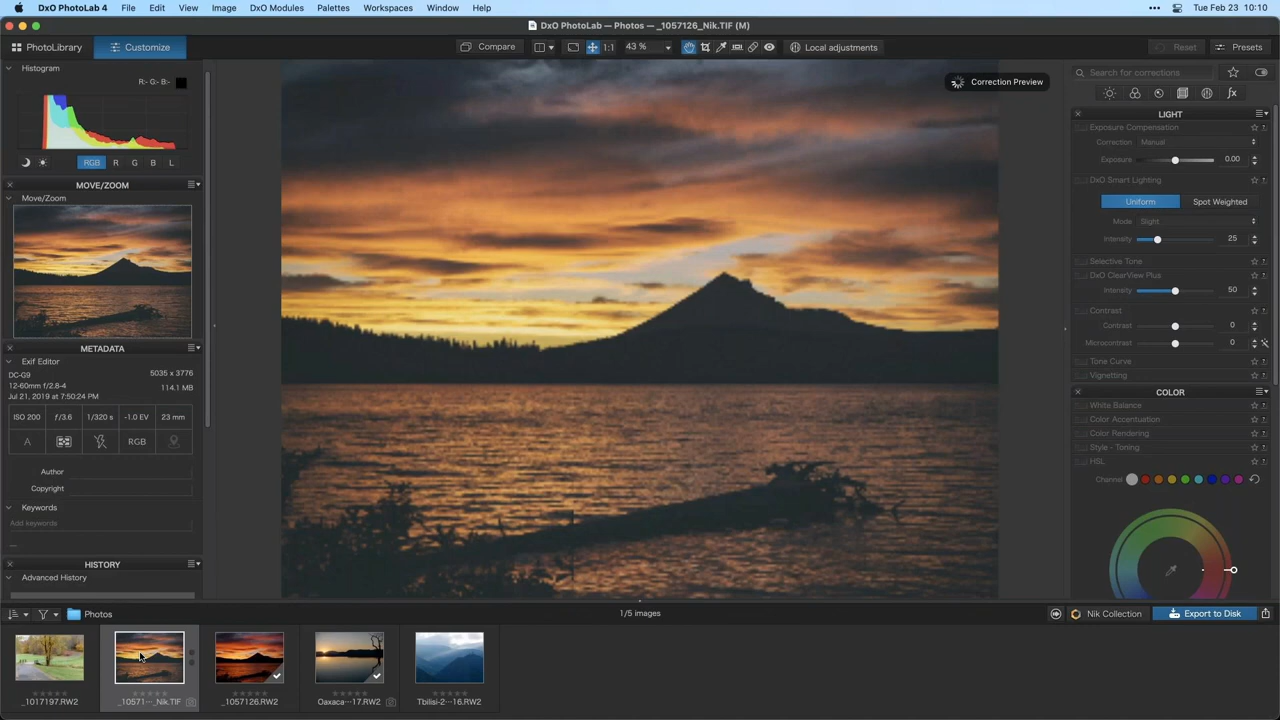 DxO PhotoLab 4 File Edit View Image DxO Modules Palettes Workspaces Window Help ••• Tue Feb 23 10:10
DxO PhotoLab — Photos — _1057126_Nik.TIF (M)
PhotoLibrary Customize Compare 1:1 43 % Local adjustments Reset Presets
Histogram
R:- G:- B:-
RGB R G B L
MOVE/ZOOM
Move/Zoom
METADATA
Exif Editor
DC-G9 5035 x 3776
12-60mm f/2.8-4 114.1 MB
Jul 21, 2019 at 7:50:24 PM
ISO 200 ƒ/3.6 1/320 s -1.0 EV 23 mm
A RGB
Author
Copyright
Keywords
Add keywords
—
HISTORY
Advanced History
Correction Preview
Search for corrections
fx
LIGHT
Exposure Compensation
Correction Manual
Exposure 0.00
DxO Smart Lighting
Uniform Spot Weighted
Mode Slight
Intensity 25
Selective Tone
DxO ClearView Plus
Intensity 50
Contrast
Contrast 0
Microcontrast 0
Tone Curve
Vignetting
COLOR
White Balance
Color Accentuation
Color Rendering
Style - Toning
HSL
Channel
Photos 1/5 images Nik Collection Export to Disk
_1017197.RW2 _10571···_Nik.TIF _1057126.RW2 Oaxaca···17.RW2 Tbilisi-2···16.RW2